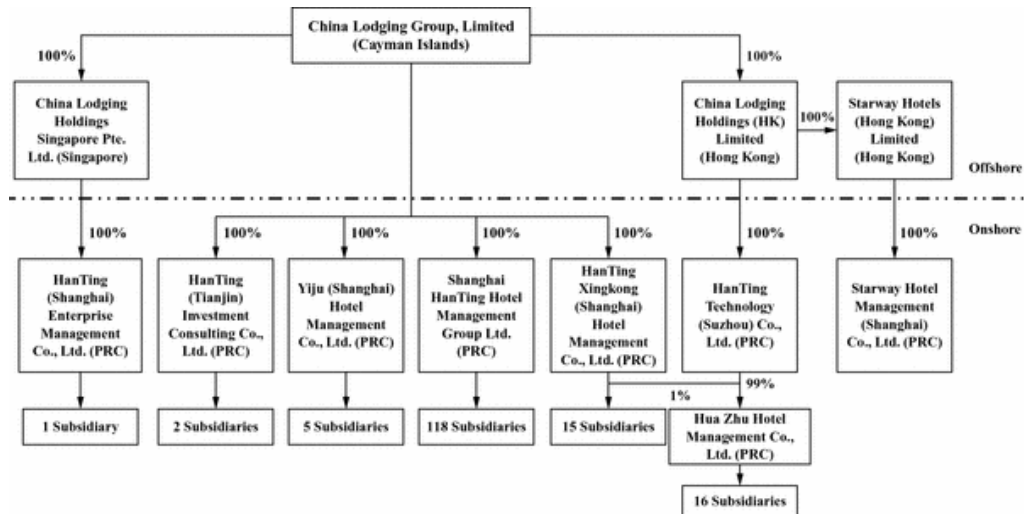 China Lodging Group, Limited
(Cayman Islands)
100%
100%
China Lodging
Holdings
Singapore Pte.
Ltd. (Singapore)
China Lodging
Holdings (HK)
Limited
(Hong Kong)
100%
Starway Hotels
(Hong Kong)
Limited
(Hong Kong)
Offshore
Onshore
100%
100%
100%
100%
100%
100%
100%
HanTing
(Shanghai)
Enterprise
Management
Co., Ltd. (PRC)
HanTing
(Tianjin)
Investment
Consulting Co.,
Ltd. (PRC)
Yiju (Shanghai)
Hotel
Management
Co., Ltd. (PRC)
Shanghai
HanTing Hotel
Management
Group Ltd.
(PRC)
HanTing
Xingkong
(Shanghai)
Hotel
Management
Co., Ltd. (PRC)
HanTing
Technology
(Suzhou) Co.,
Ltd. (PRC)
Starway Hotel
Management
(Shanghai)
Co., Ltd. (PRC)
1%
99%
1 Subsidiary
2 Subsidiaries
5 Subsidiaries
118 Subsidiaries
15 Subsidiaries
Hua Zhu Hotel
Management Co.,
Ltd. (PRC)
16 Subsidiaries